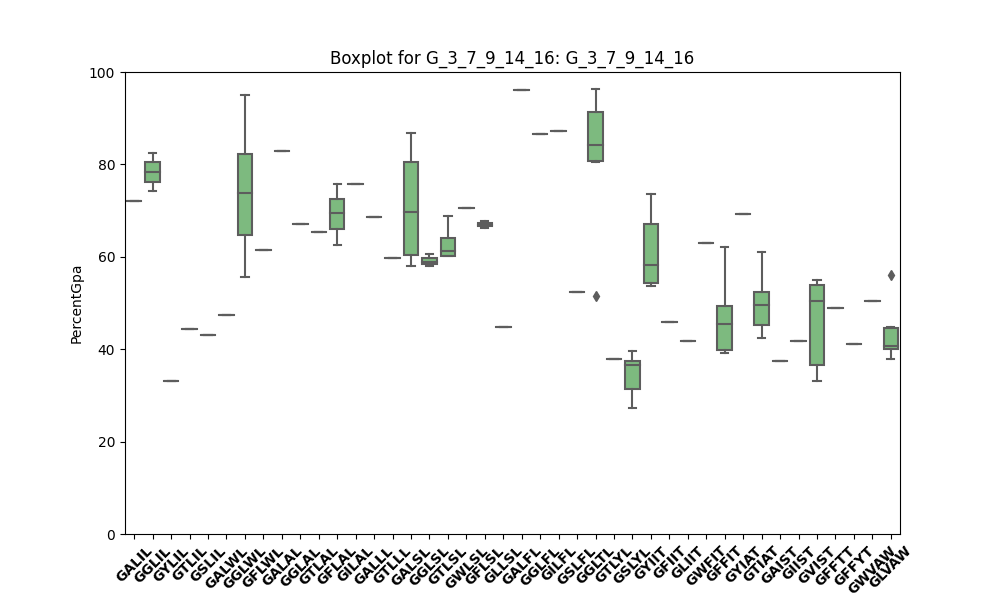 Boxplot for G_3_7_9_14_16: G_3_7_9_14_16
PercentGpa
100
80
60
40
20
0
GALIL
GGLIL
GYLIL
GTLIL
GSLIL
GALWL
GGLWL
GFLWL
GALAL
GGLAL
GTLAL
GFLAL
GILAL
GALLL
GTLLL
GALSL
GGLSL
GTLSL
GWLSL
GFLSL
GLLSL
GALFL
GGLFL
GILFL
GSLFL
GGLTL
GTLYL
GSLYL
GYIIT
GFIIT
GLIIT
GWFIT
GFFIT
GYIAT
GTIAT
GAIST
GIIST
GVIST
GFFTT
GFFYT
GWVAW
GLVAW